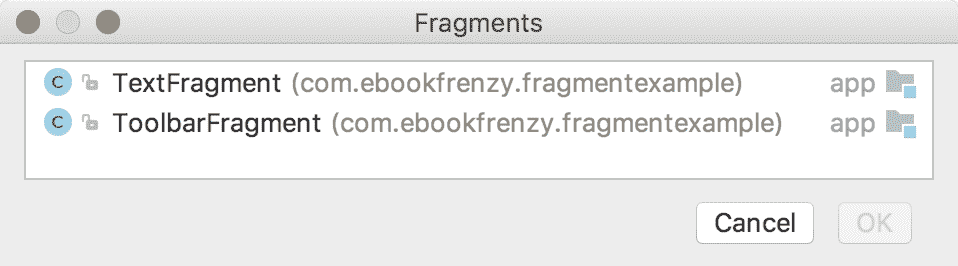 Fragments
C TextFragment (com.ebookfrenzy.fragmentexample) app
C ToolbarFragment (com.ebookfrenzy.fragmentexample) app
Cancel OK